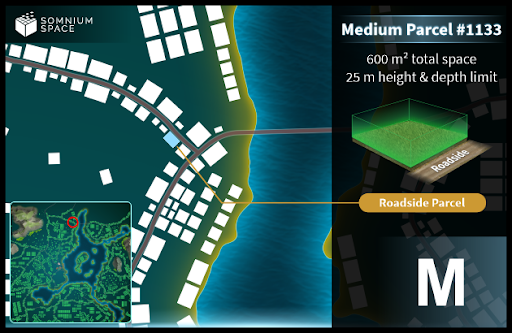 SOMNIUM
SPACE
Medium Parcel #1133
600 m² total space
25 m height & depth limit
Roadside
Roadside Parcel
M